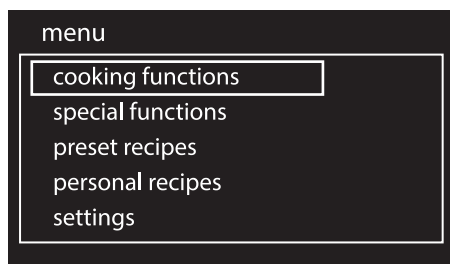 menu
cooking functions
special functions
preset recipes
personal recipes
settings